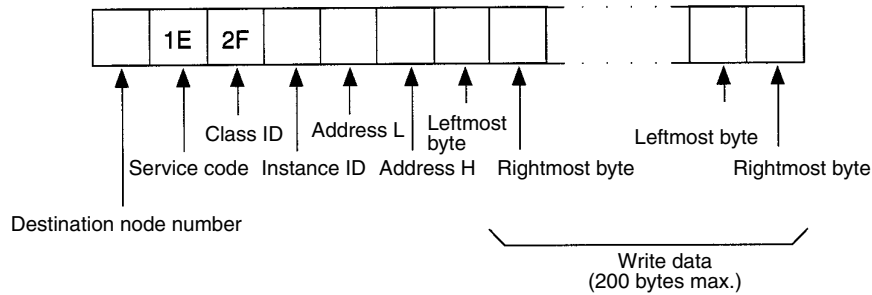 1E 2F
Class ID
Address L
Leftmost
byte
Leftmost byte
Service code
Instance ID
Address H
Rightmost byte
Rightmost byte
Destination node number
Write data
(200 bytes max.)